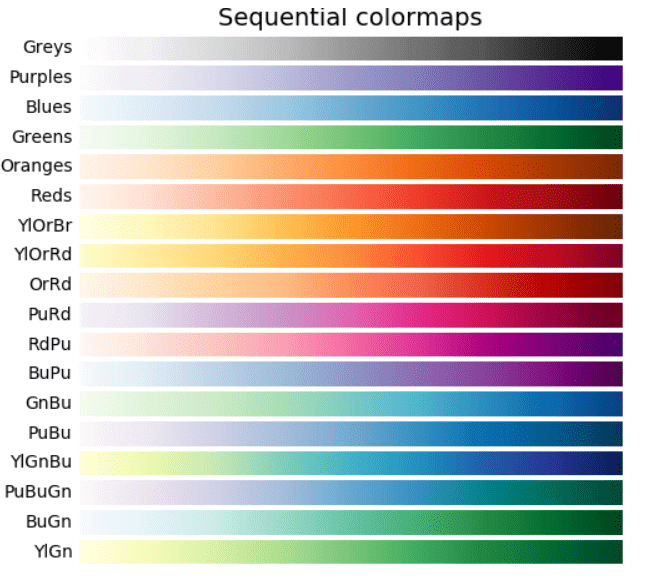 Sequential colormaps
Greys
Purples
Blues
Greens
Oranges
Reds
YlOrBr
YlOrRd
OrRd
PuRd
RdPu
BuPu
GnBu
PuBu
YlGnBu
PuBuGn
BuGn
YlGn